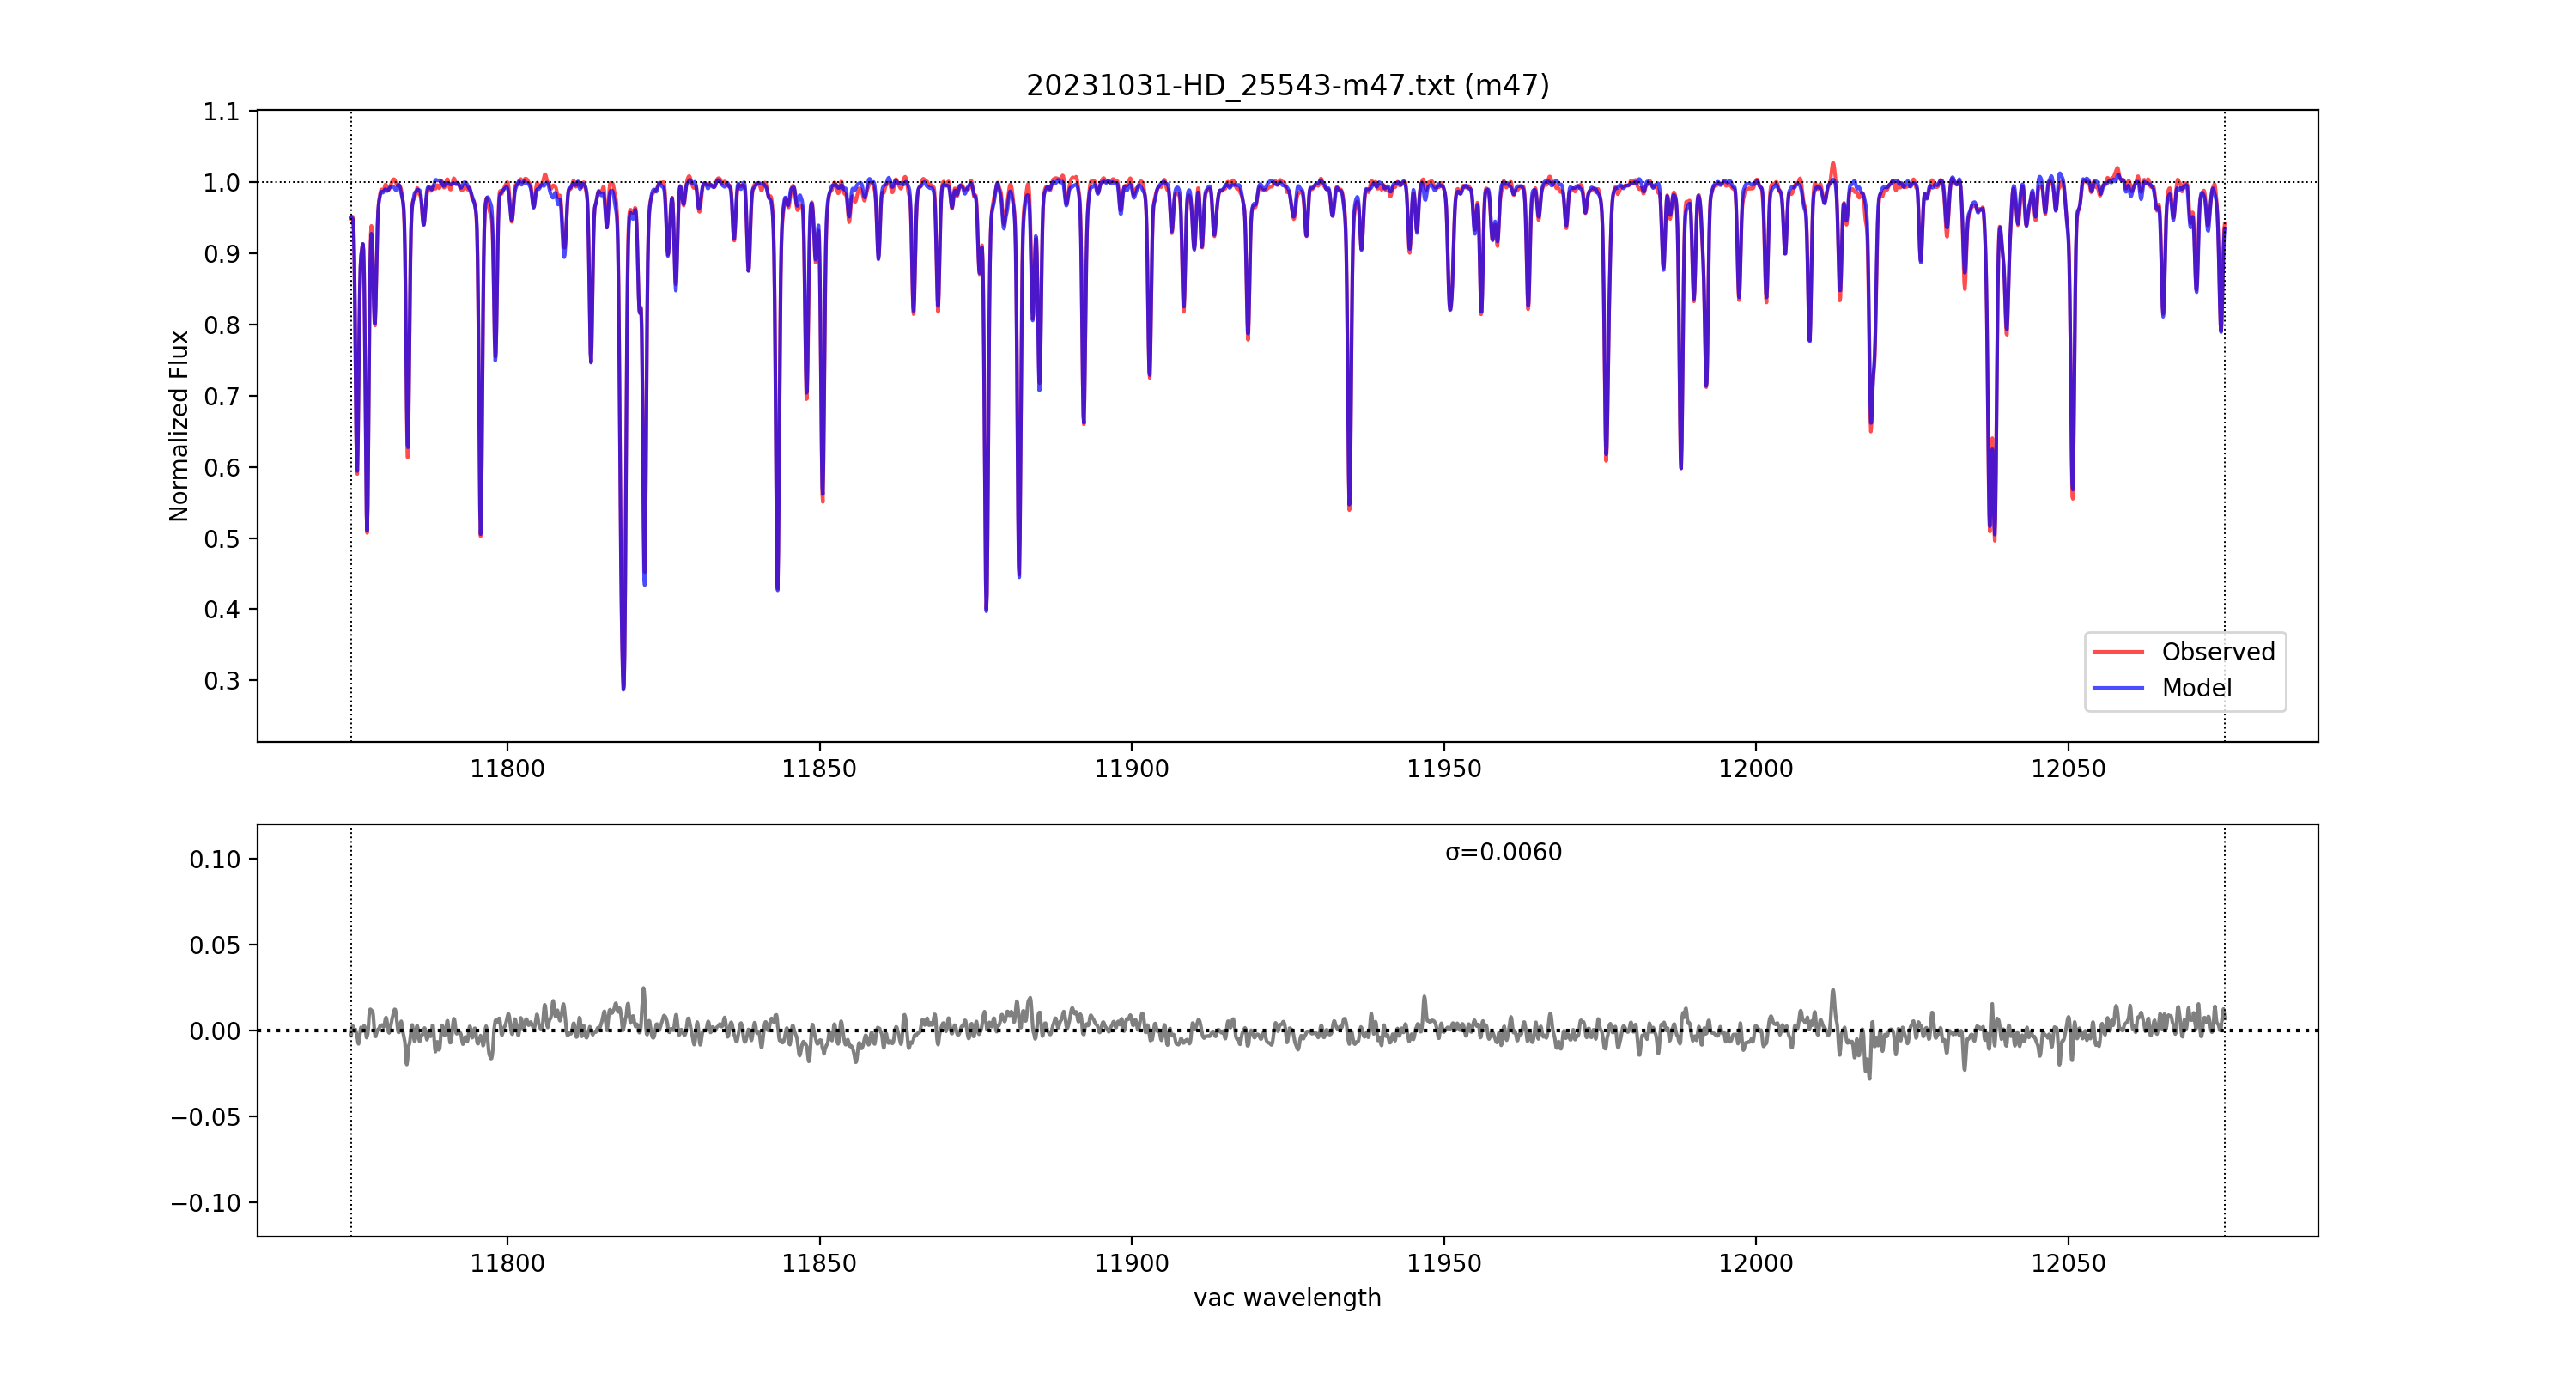 20231031-HD_25543-m47.txt (m47)
1.1
1.0
0.9
0.8
0.7
0.6
0.5
0.4
0.3
Normalized Flux
Observed
Model
11800 11850 11900 11950 12000 12050
σ=0.0060
0.10
0.05
0.00
−0.05
−0.10
11800 11850 11900 11950 12000 12050
vac wavelength